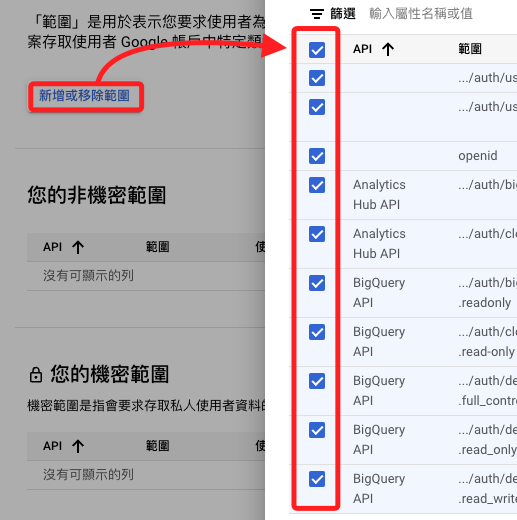 「範圍」是用於表示您要求使用者為
案存取使用者 Google 帳戶中特定類
新增或移除範圍
您的非機密範圍
API 範圍
沒有可顯示的列
您的機密範圍
機密範圍是指會要求存取私人使用者資料的
API 範圍
沒有可顯示的列
篩選 輸入屬性名稱或值
API 範圍
.../auth/us
.../auth/us
openid
Analytics .../auth/big
Hub API
Analytics .../auth/clo
Hub API
BigQuery .../auth/big
API .readonly
BigQuery .../auth/clo
API .read-only
BigQuery .../auth/de
API .full_contro
BigQuery .../auth/de
API .read_only
BigQuery .../auth/de
API .read_write